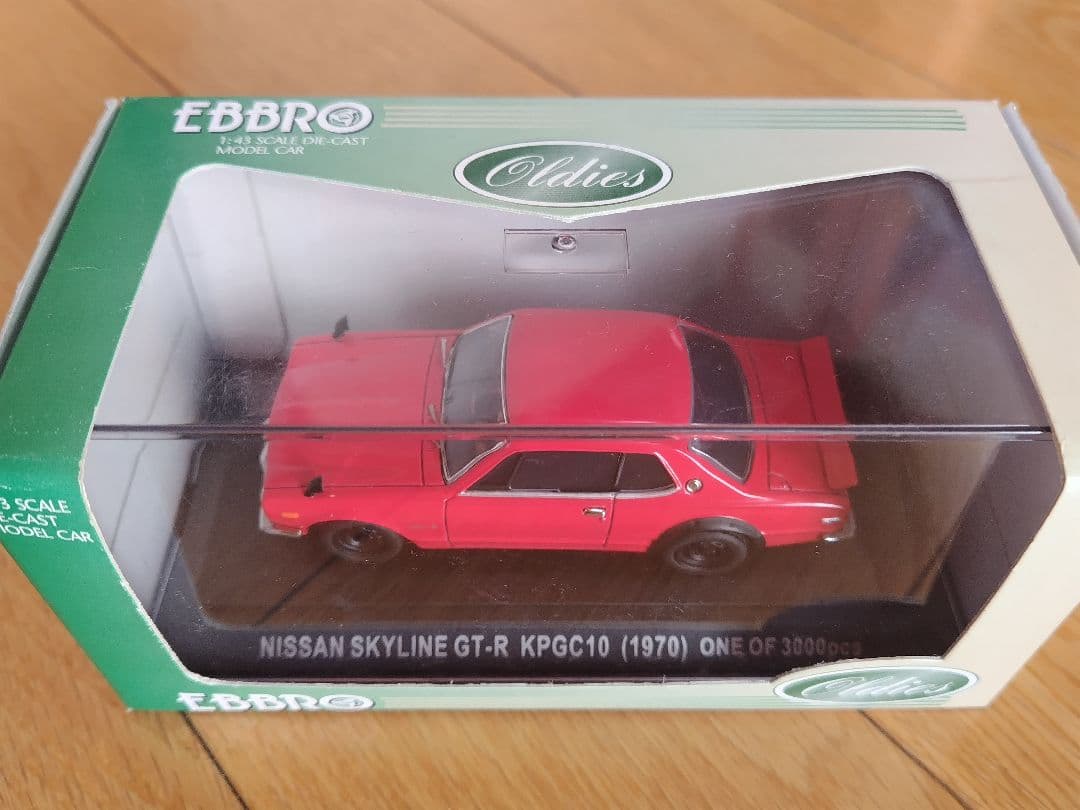 EBBRO
1:43 SCALE DIE-CAST
MODEL CAR
Oldies
3 SCALE
E-CAST
MODEL CAR
NISSAN SKYLINE GT-R KPGC10 (1970) ONE OF 3000pcs
EBBRO
Oldies